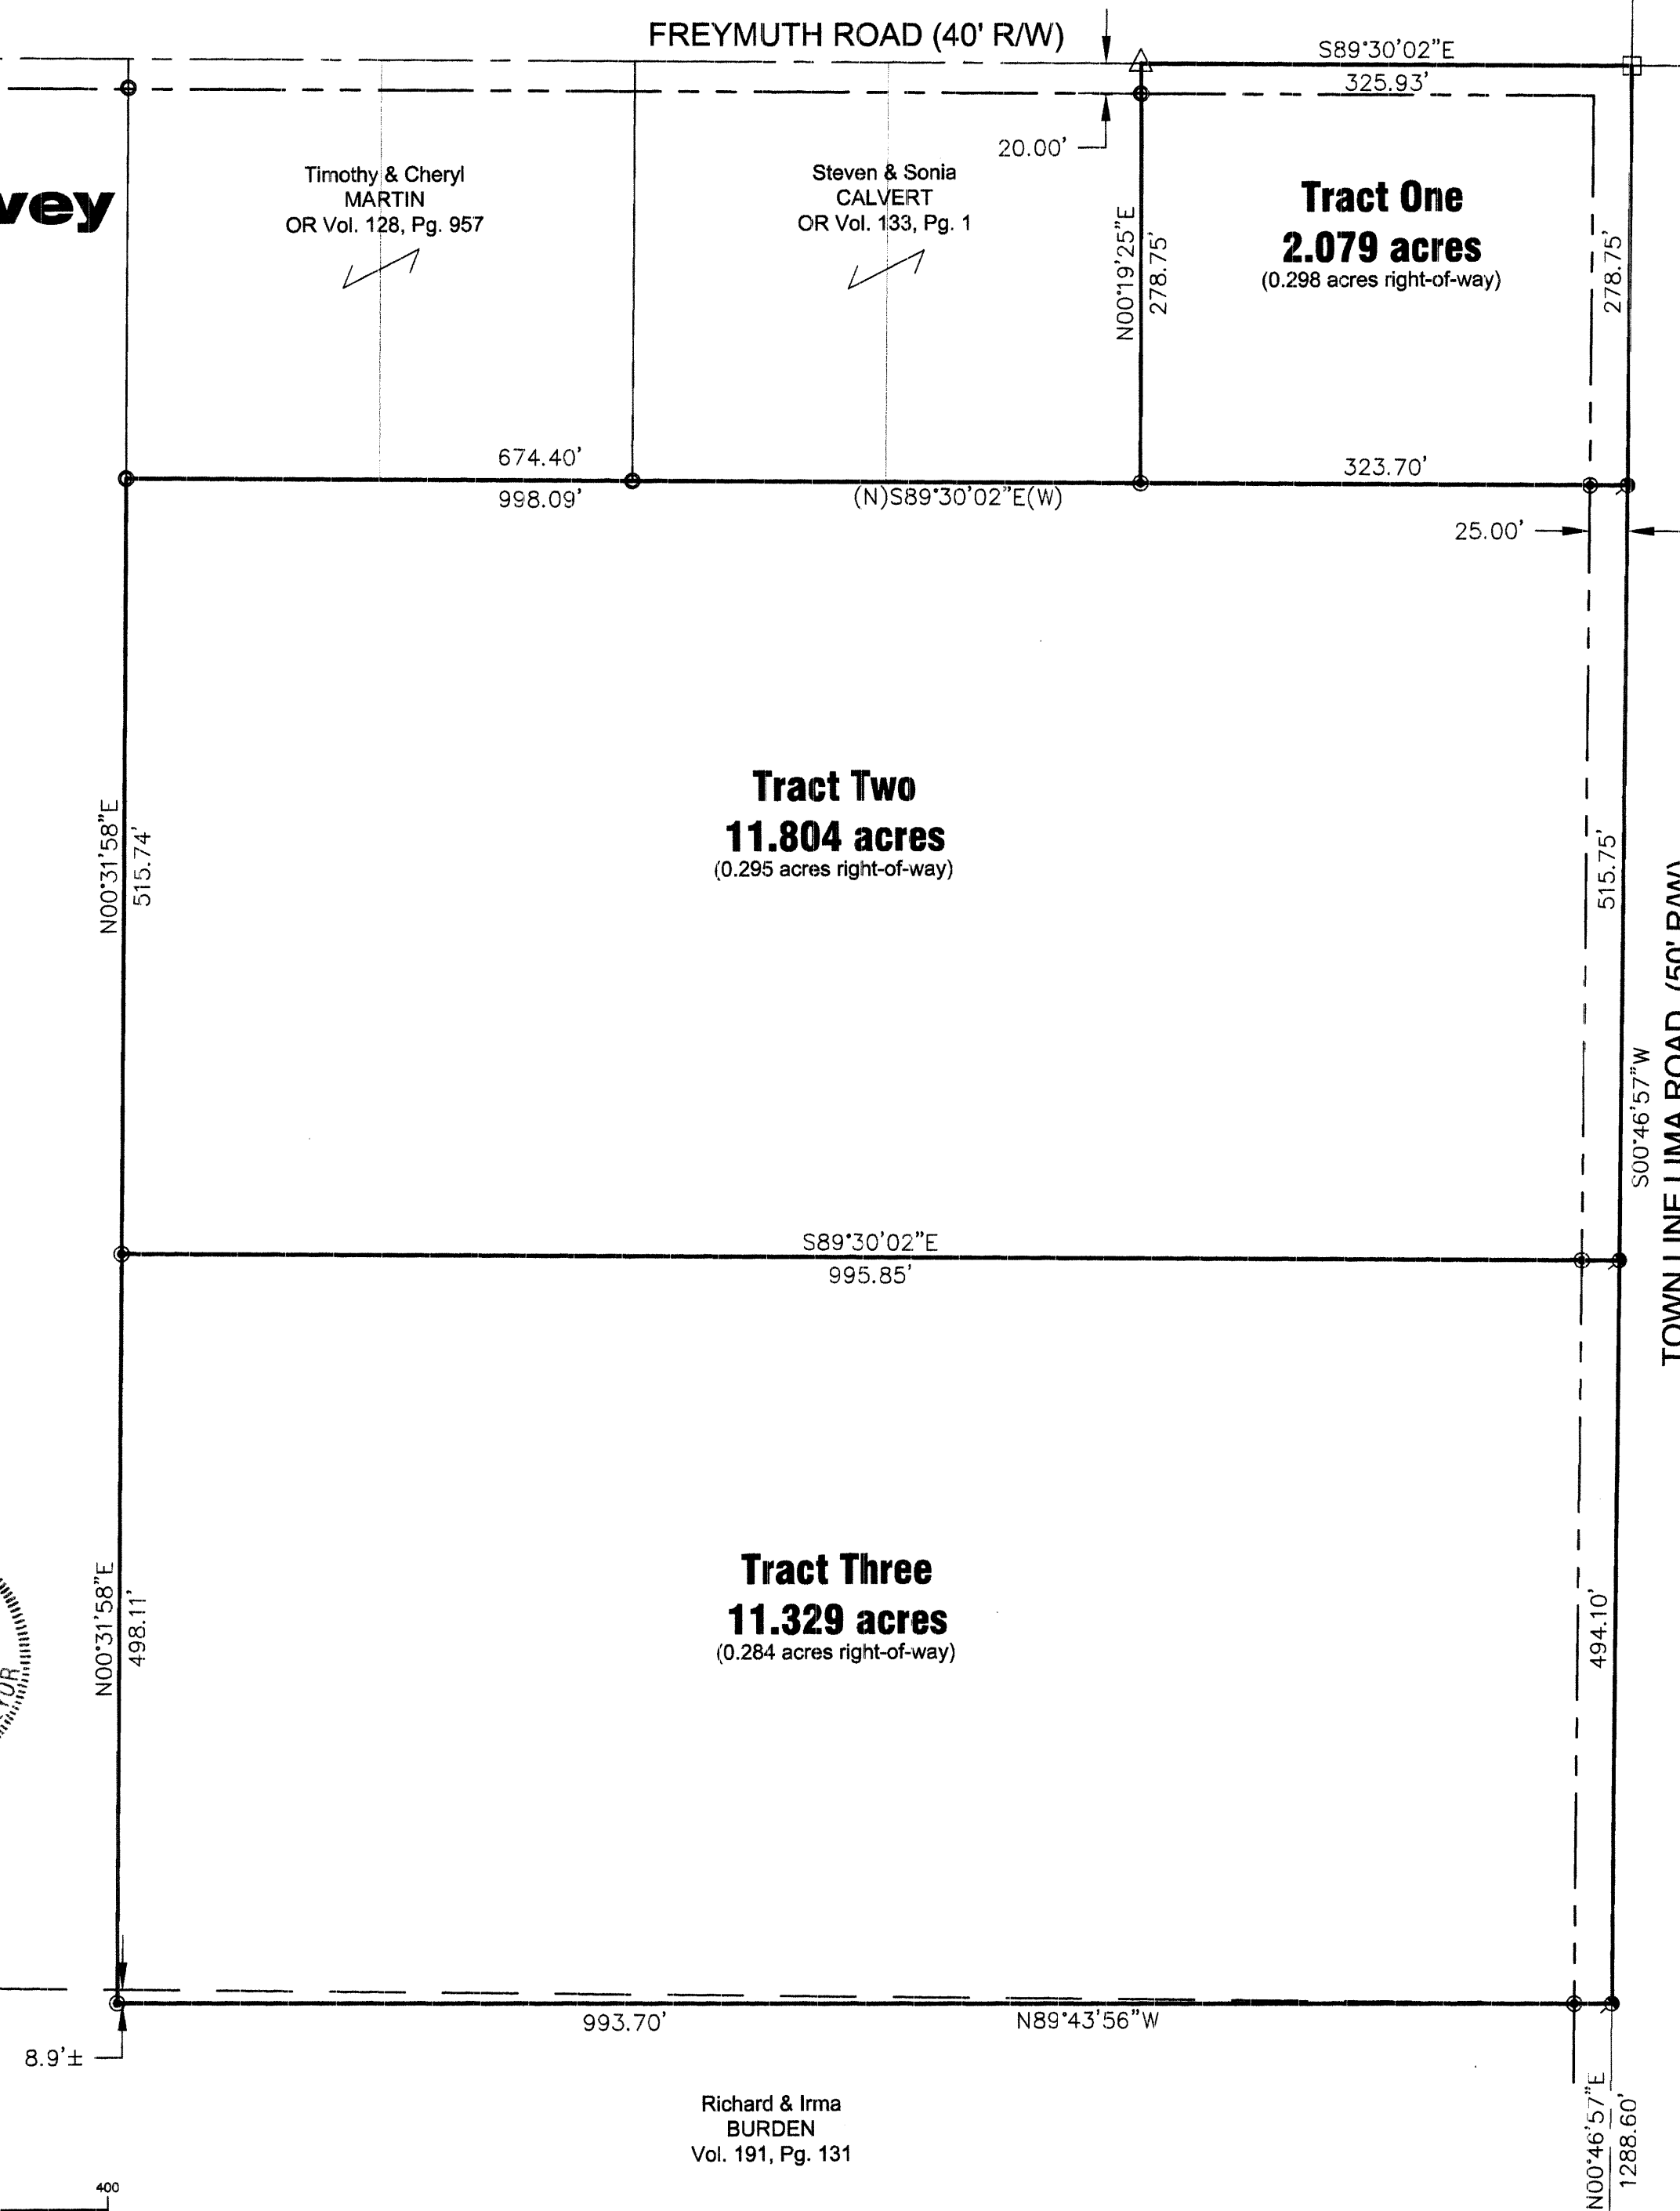 FREYMUTH ROAD (40' R/W)
S89°30'02"E
325.93'
20.00'
vey
Timothy & Cheryl
MARTIN
OR Vol. 128, Pg. 957
Steven & Sonia
CALVERT
OR Vol. 133, Pg. 1
N00°19'25"E
278.75'
Tract One
2.079 acres
(0.298 acres right-of-way)
278.75'
674.40'
998.09'
(N)S89°30'02"E(W)
323.70'
25.00'
N00°31'58"E
515.74'
Tract Two
11.804 acres
(0.295 acres right-of-way)
515.75'
S00°46'57"W
TOWN LINE LIMA ROAD (50' R/W)
S89°30'02"E
995.85'
N00°31'58"E
498.11'
Tract Three
11.329 acres
(0.284 acres right-of-way)
494.10'
993.70'
N89°43'56"W
8.9'±
Richard & Irma
BURDEN
Vol. 191, Pg. 131
N00°46'57"E
1288.60'
400